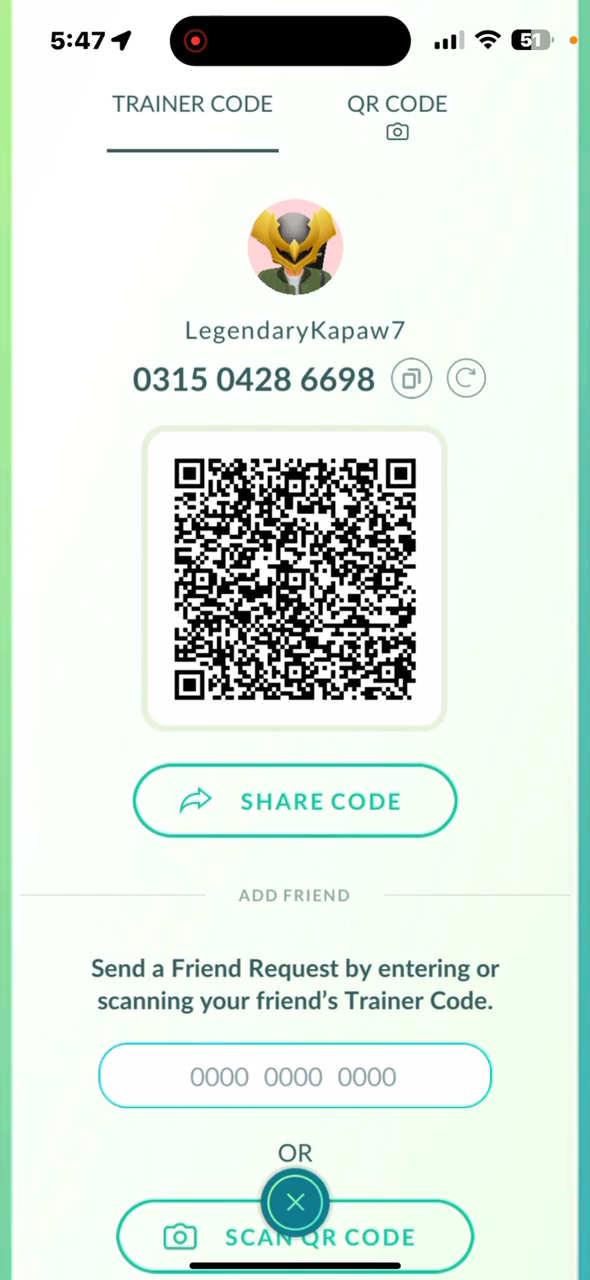 5:47
51
TRAINER CODE
QR CODE
LegendaryKapaw7
0315 0428 6698
SHARE CODE
ADD FRIEND
Send a Friend Request by entering or
scanning your friend’s Trainer Code.
0000 0000 0000
OR
SCAN QR CODE